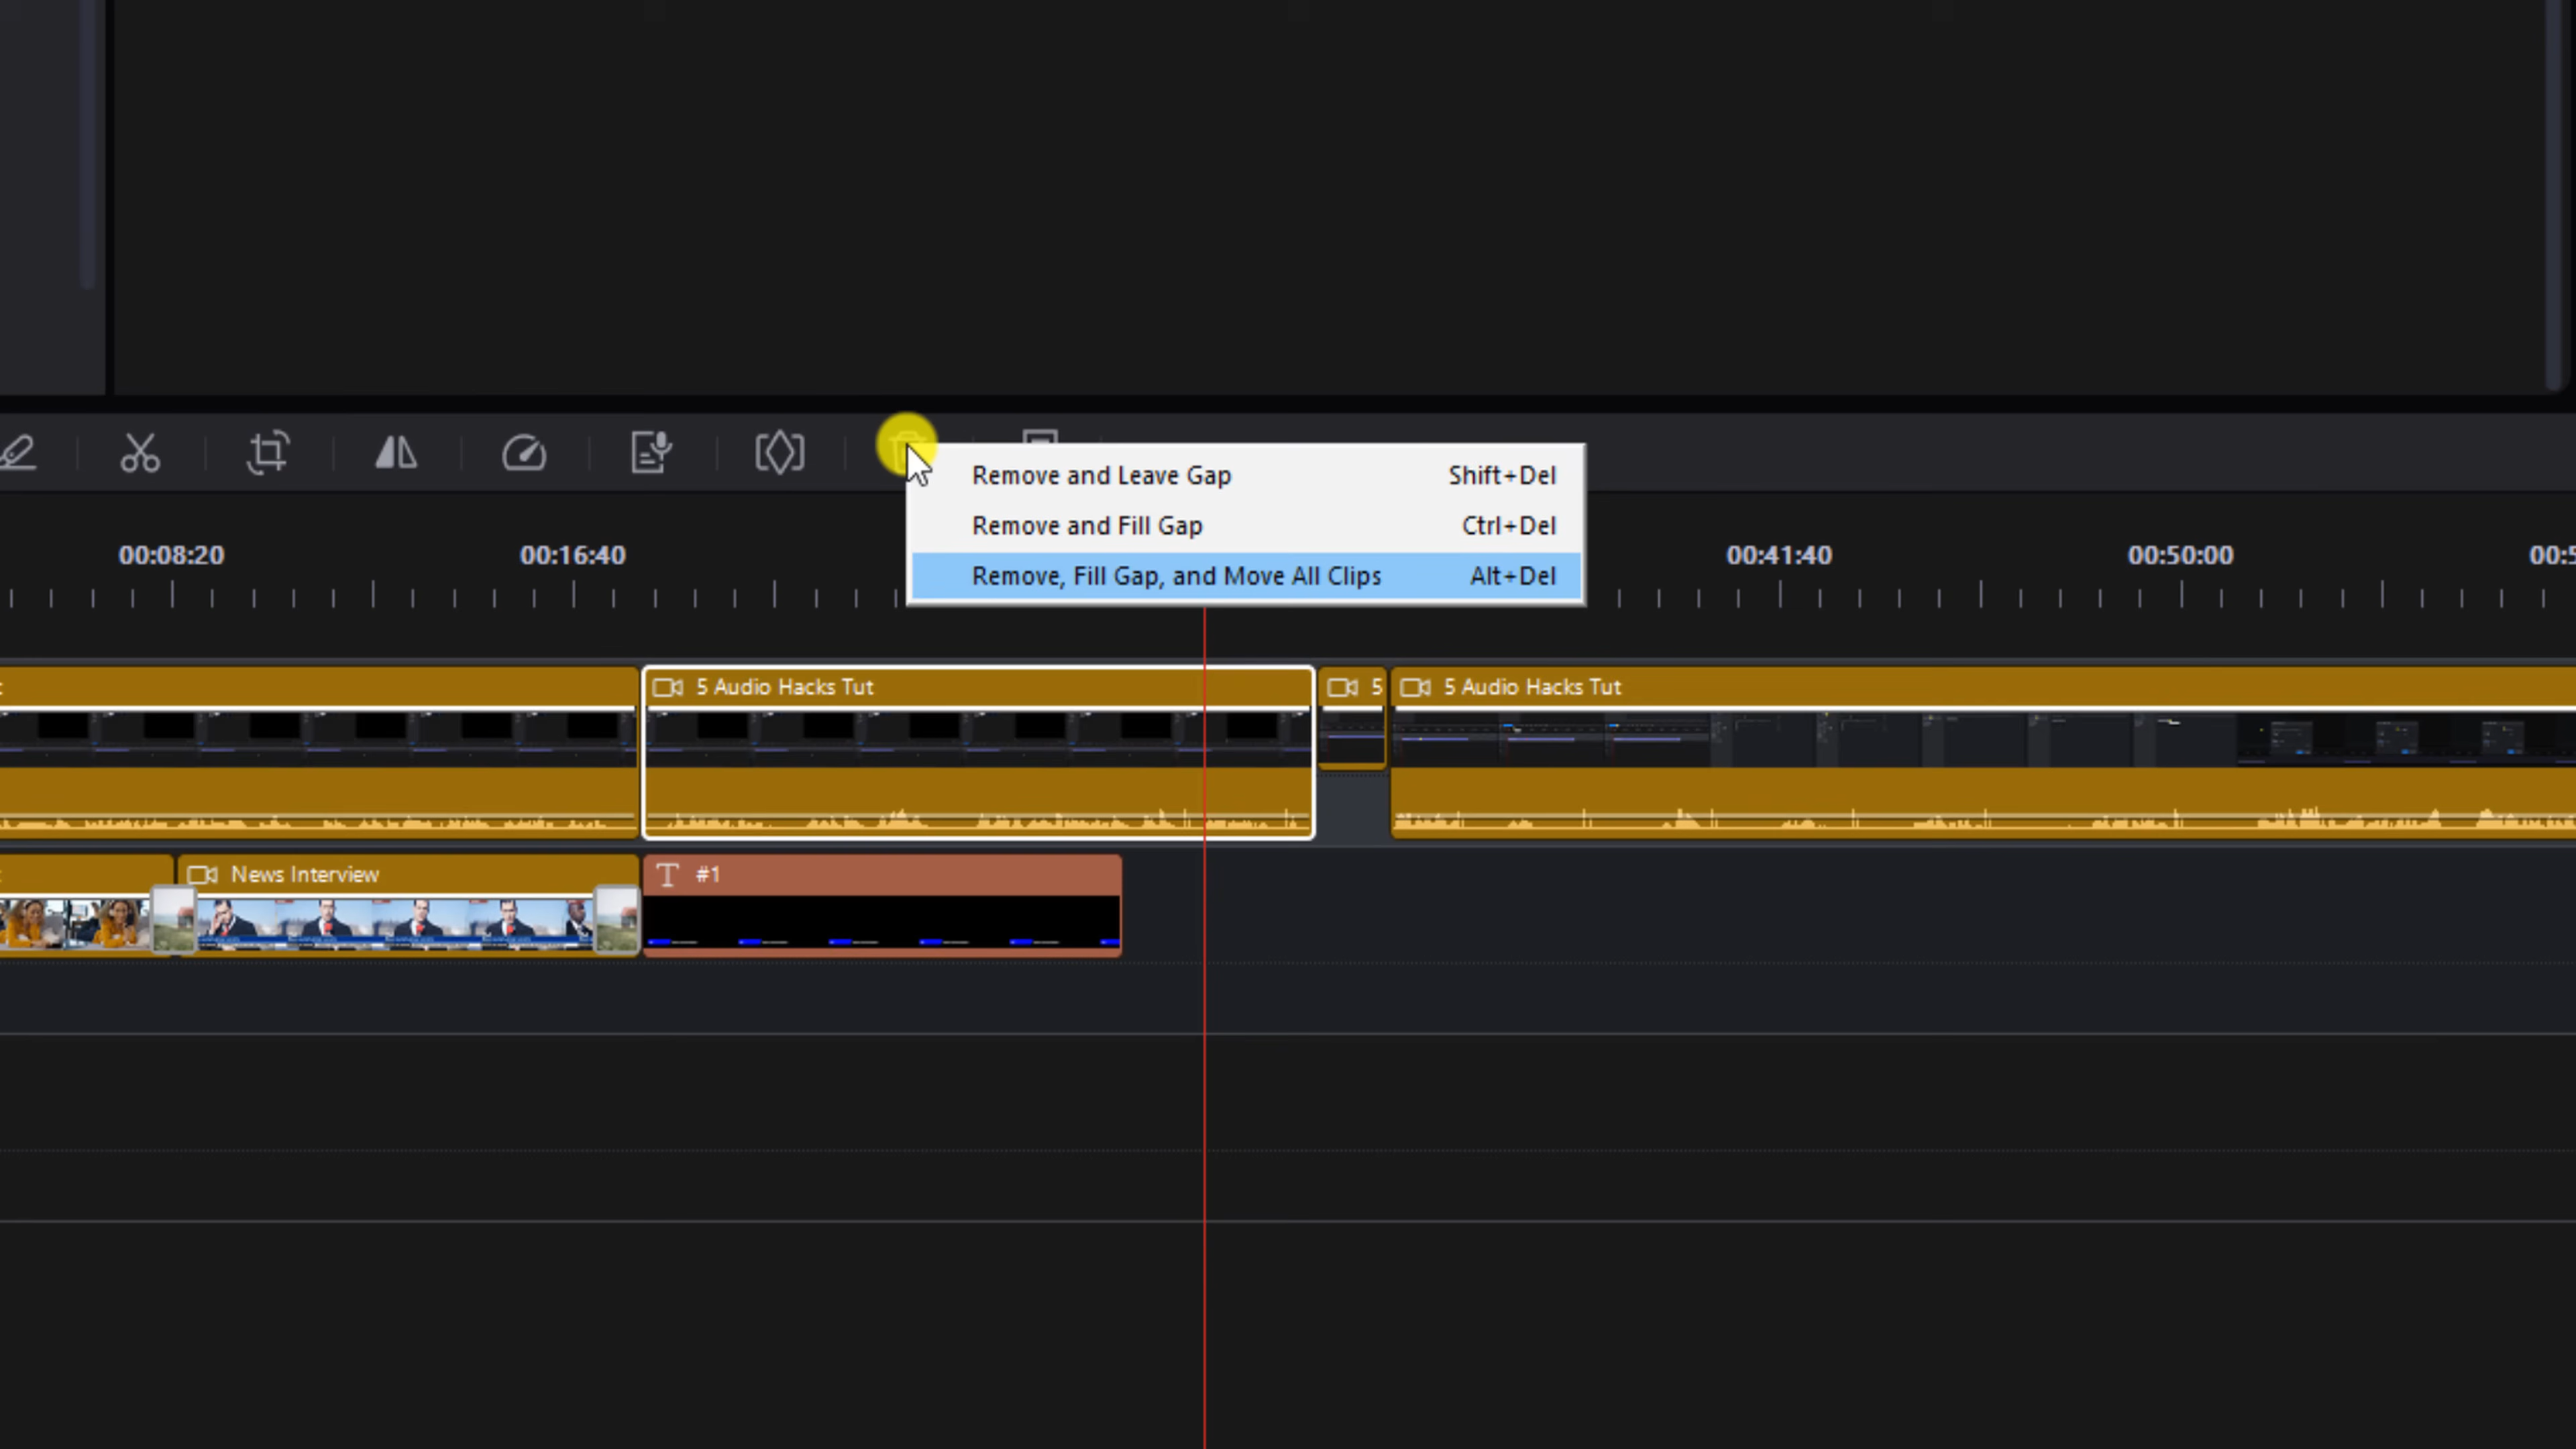 Remove and Leave Gap Shift+Del
Remove and Fill Gap Ctrl+Del
Remove, Fill Gap, and Move All Clips Alt+Del
00:08:20 00:16:40 00:41:40 00:50:00
5 Audio Hacks Tut 5 5 Audio Hacks Tut
News Interview #1